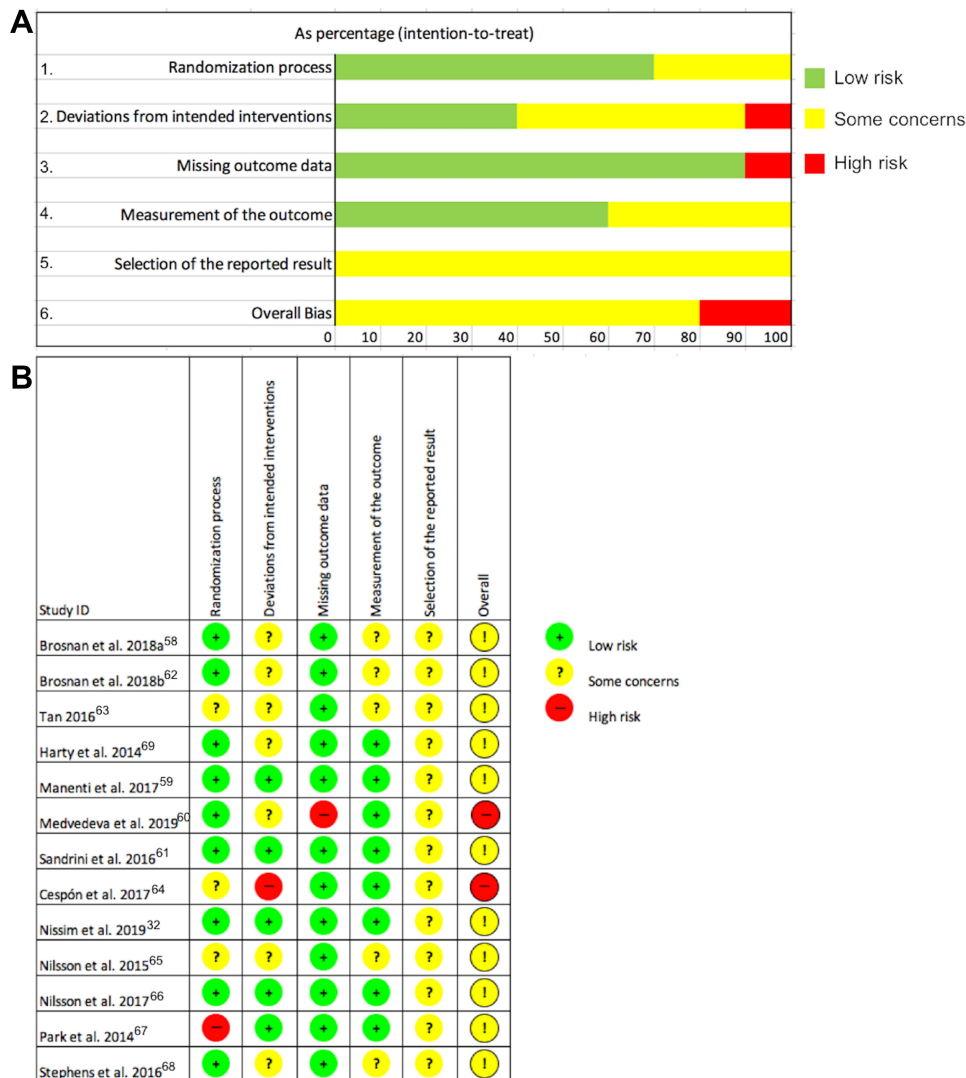 A
As percentage (intention-to-treat)
1. Randomization process
2. Deviations from intended interventions
3. Missing outcome data
4. Measurement of the outcome
5. Selection of the reported result
6. Overall Bias
0 10 20 30 40 50 60 70 80 90 100
Low risk
Some concerns
High risk
B
Study ID
Randomization process
Deviations from intended interventions
Missing outcome data
Measurement of the outcome
Selection of the reported result
Overall
Brosnan et al. 2018a58 + ? + ? ? !
Brosnan et al. 2018b62 + ? + ? ? !
Tan 201663 ? ? + ? ? !
Harty et al. 201469 + ? + + ? !
Manenti et al. 201759 + + + + ? !
Medvedeva et al. 201960 + ? − + ? −
Sandrini et al. 201661 + + + + ? !
Cespón et al. 201764 ? − + + ? −
Nissim et al. 201932 + + + + ? !
Nilsson et al. 201565 ? ? + ? ? !
Nilsson et al. 201766 + + + + ? !
Park et al. 201467 − + + + ? !
Stephens et al. 201668 + ? + ? ? !
+ Low risk
? Some concerns
− High risk